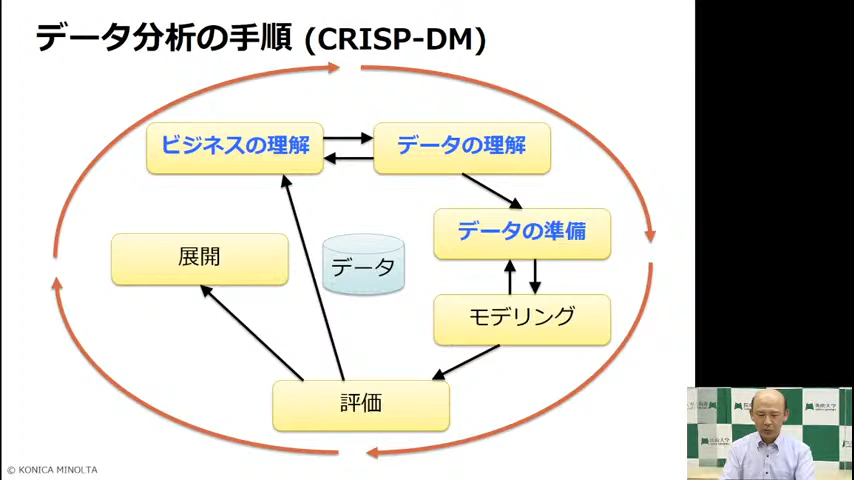 データ分析の手順 (CRISP-DM)
ビジネスの理解
データの理解
データの準備
展開
データ
モデリング
評価
© KONICA MINOLTA